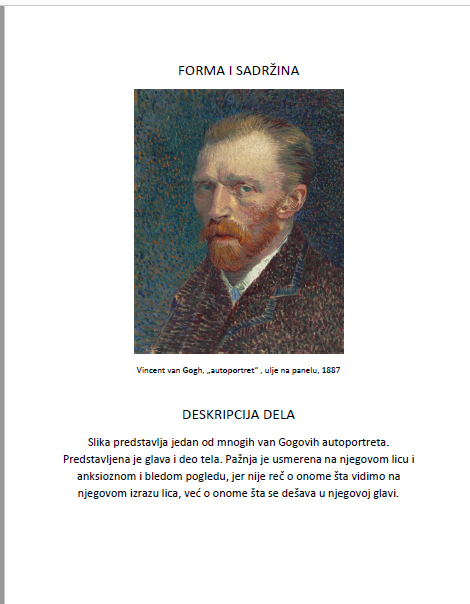 FORMA I SADRŽINA
Vincent van Gogh, „autoportret" , ulje na panelu, 1887
DESKRIPCIJA DELA
Slika predstavlja jedan od mnogih van Gogovih autoportreta.
Predstavljena je glava i deo tela. Pažnja je usmerena na njegovom licu i
anksioznom i bledom pogledu, jer nije reč o onome šta vidimo na
njegovom izrazu lica, već o onome šta se dešava u njegovoj glavi.